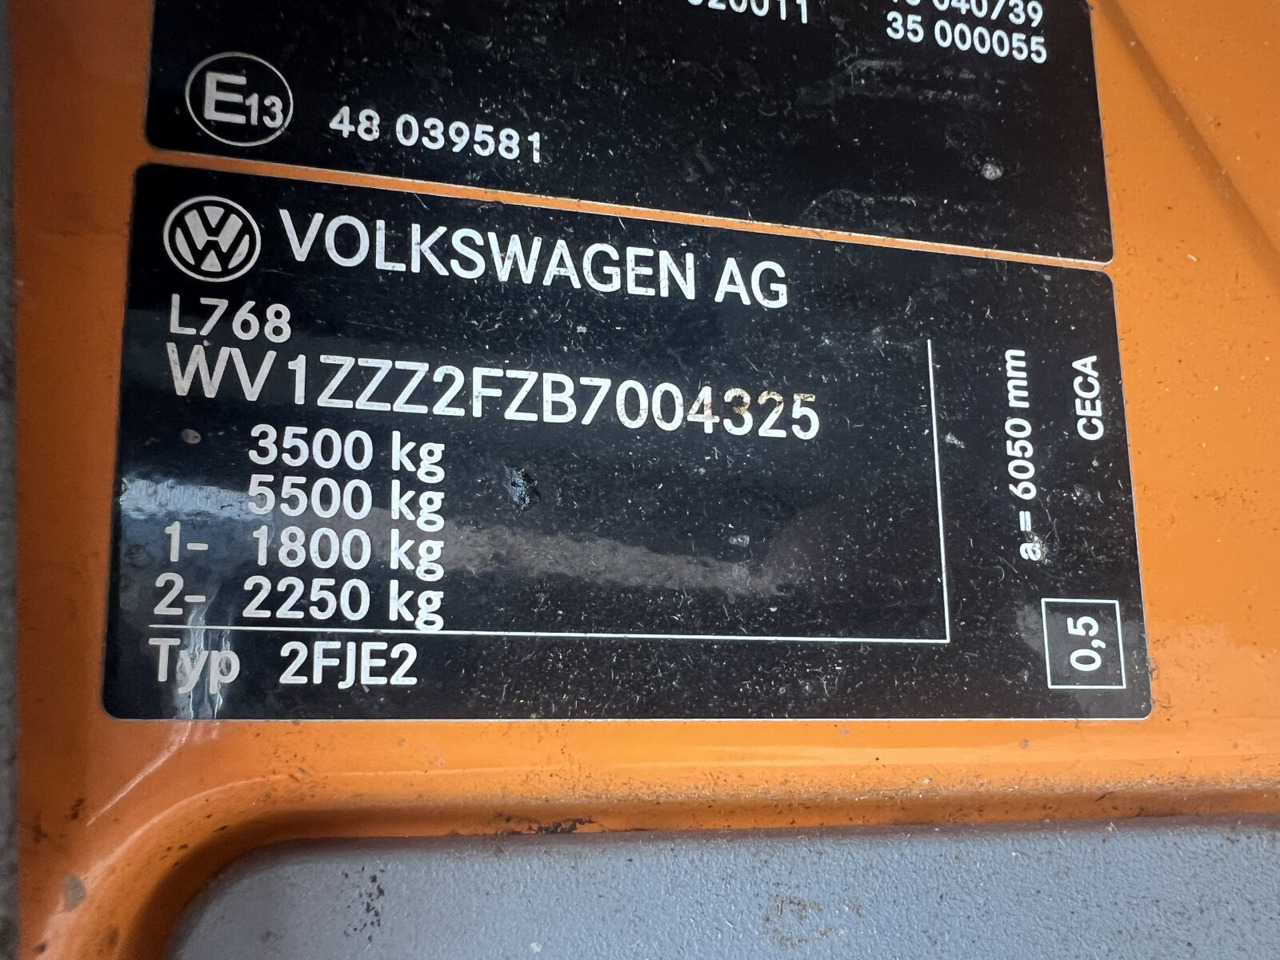 35 000055
E13 48 039581
VOLKSWAGEN AG
L768
WV1ZZZ2FZB7004325
3500 kg
5500 kg
1- 1800 kg
2- 2250 kg
Typ 2FJE2
a = 6050 mm
CECA
0,5